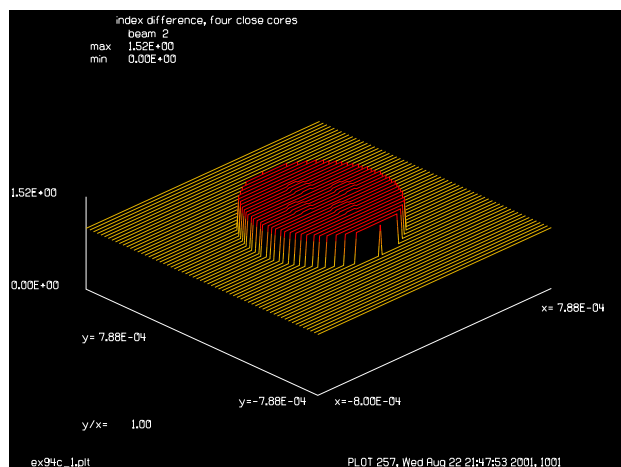 index difference, four close cores
beam 2
max 1.52E+00
min 0.00E+00
1.52E+00
0.00E+00
x= 7.88E-04
y= 7.88E-04
y=-7.88E-04 x=-8.00E-04
y/x= 1.00
ex94c_1.plt PLOT 257, Wed Aug 22 21:47:53 2001, 1001